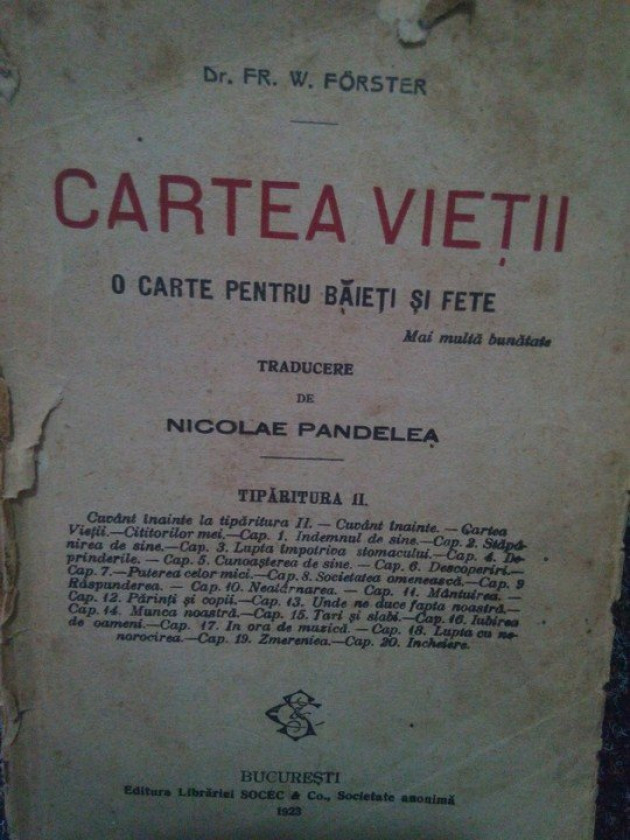 Dr. FR. W. FÖRSTER
CARTEA VIEȚII
O CARTE PENTRU BĂIEȚI ȘI FETE
Mai multă bunătate
TRADUCERE
DE
NICOLAE PANDELEA
TIPĂRITURA II.
Cuvânt înainte la tipăritura II. — Cuvânt înainte. — Cartea
Vieții.—Cititorilor mei.—Cap. 1. Indemnul de sine.—Cap. 2. Stăpâ-
nirea de sine.—Cap. 3. Lupta împotriva stomacului.—Cap. 4. De-
prinderile. — Cap. 5. Cunoașterea de sine. — Cap. 6. Descoperiri.—
Cap. 7.—Puterea celor mici.—Cap. 8. Societatea omenească.—Cap. 9
Răspunderea. — Cap. 10. Neatârnarea. — Cap. 11. Mântuirea. —
Cap. 12. Părinți și copii.—Cap. 13. Unde ne duce fapta noastră.—
Cap. 14. Munca noastră.—Cap. 15. Tari și slabi.—Cap. 16. Iubirea
de oameni.—Cap. 17. In ora de muzică. — Cap. 18. Lupta cu ne-
norocirea.—Cap. 19. Zmerenia.—Cap. 20. Incheiere.
BUCUREȘTI
Editura Librăriei SOCEC & Co., Societate anonimă
1923